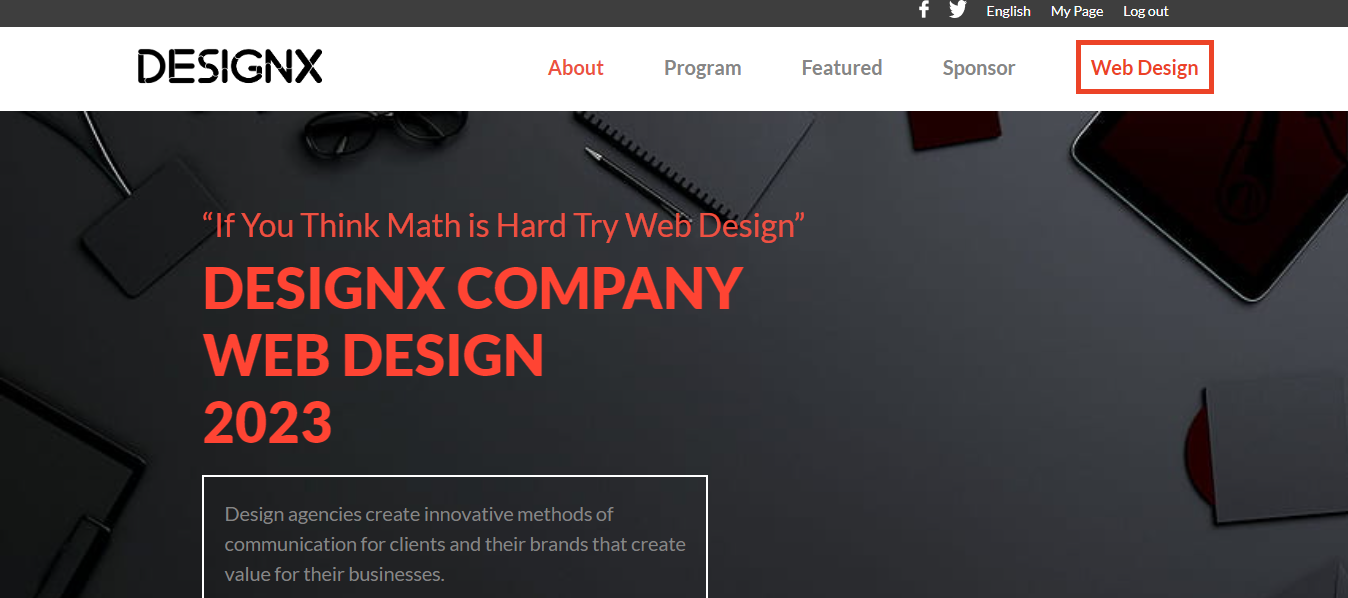 English My Page Log out
DESIGNX
About Program Featured Sponsor Web Design
“If You Think Math is Hard Try Web Design”
DESIGNX COMPANY
WEB DESIGN
2023
Design agencies create innovative methods of
communication for clients and their brands that create
value for their businesses.